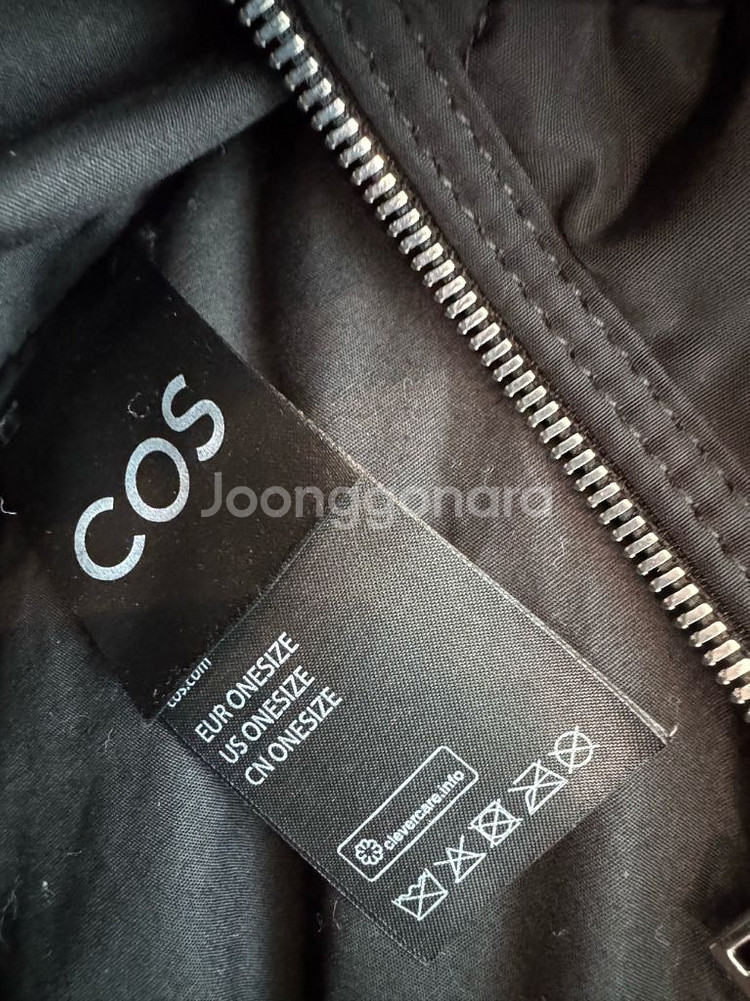 COS
Joonggonara
cos.com
EUR ONESIZE
US ONESIZE
CN ONESIZE
clevercare.info